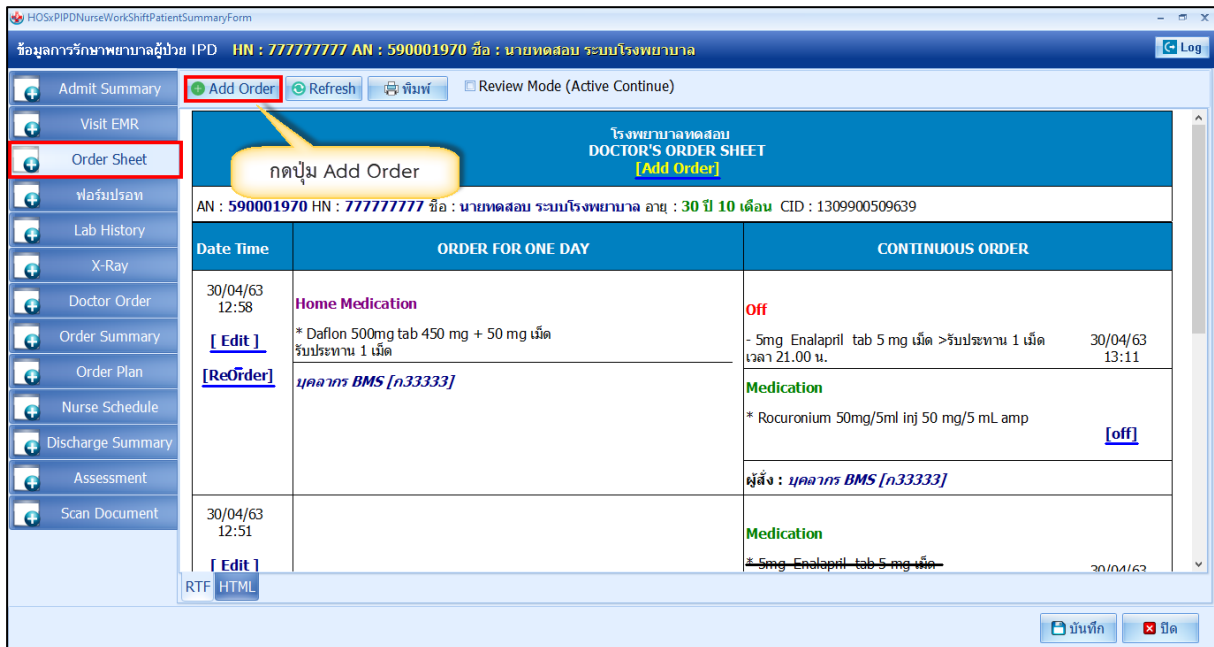 HOSxPIPDNurseWorkShiftPatientSummaryForm
ข้อมูลการรักษาพยาบาลผู้ป่วย IPD HN : 777777777 AN : 590001970 ชื่อ : นายทดสอบ ระบบโรงพยาบาล
Log
Admit Summary
Visit EMR
Order Sheet
ฟอร์มปรอท
Lab History
X-Ray
Doctor Order
Order Summary
Order Plan
Nurse Schedule
Discharge Summary
Assessment
Scan Document
Add Order Refresh พิมพ์ Review Mode (Active Continue)
กดปุ่ม Add Order
โรงพยาบาลทดสอบ
DOCTOR'S ORDER SHEET
[Add Order]
AN : 590001970 HN : 777777777 ชื่อ : นายทดสอบ ระบบโรงพยาบาล อายุ : 30 ปี 10 เดือน CID : 1309900509639
Date Time ORDER FOR ONE DAY CONTINUOUS ORDER
30/04/63
12:58
[ Edit ]
[ReOrder]
Home Medication
* Daflon 500mg tab 450 mg + 50 mg เม็ด
รับประทาน 1 เม็ด
บุคลากร BMS [ก33333]
Off
- 5mg Enalapril tab 5 mg เม็ด >รับประทาน 1 เม็ด
เวลา 21.00 น.
30/04/63
13:11
Medication
* Rocuronium 50mg/5ml inj 50 mg/5 mL amp
[off]
ผู้สั่ง : บุคลากร BMS [ก33333]
30/04/63
12:51
[ Edit ]
Medication
* 5mg Enalapril tab 5 mg เม็ด
30/04/63
RTF HTML
บันทึก ปิด